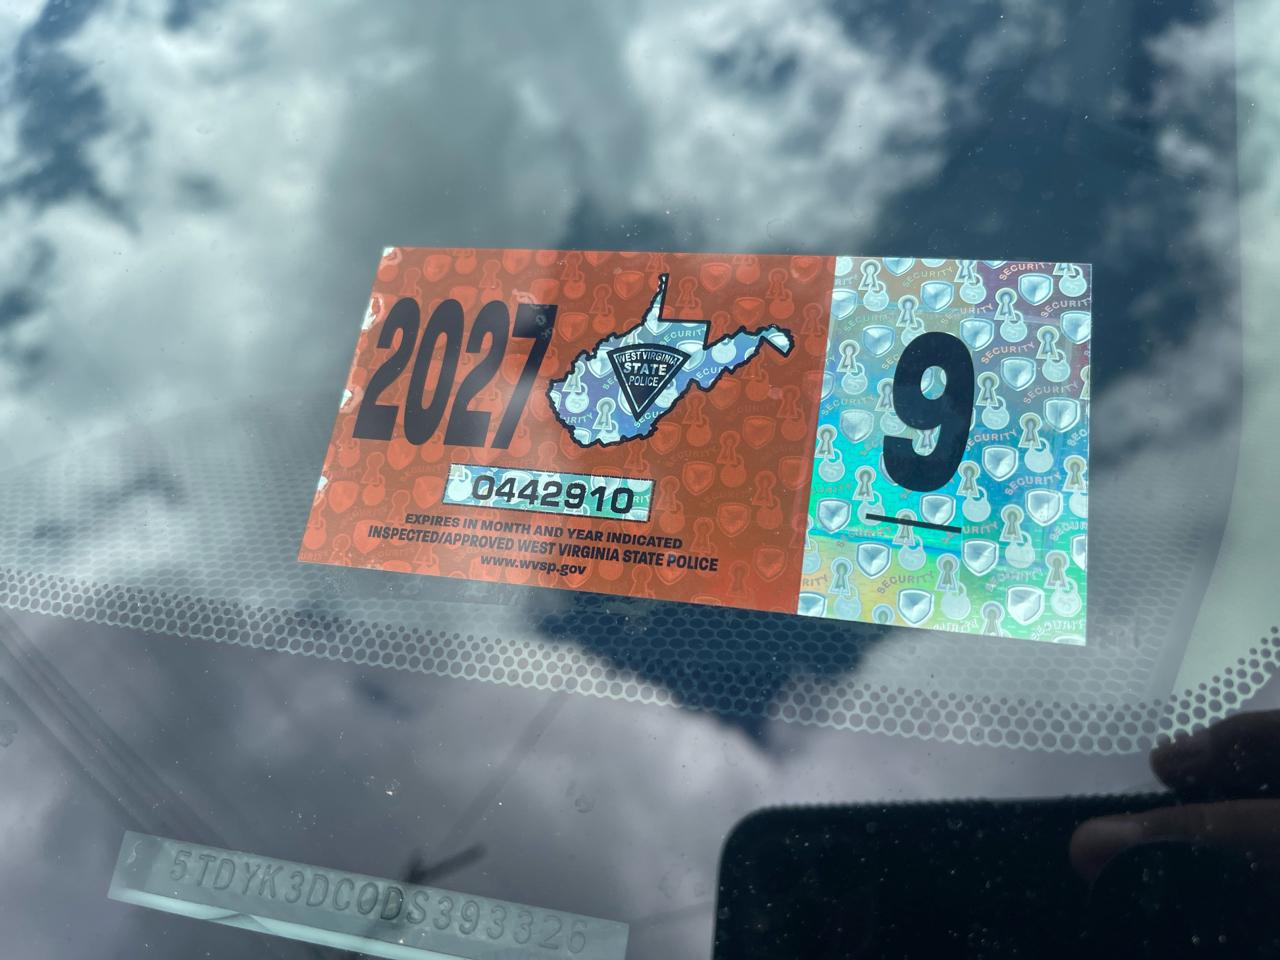 2027
WEST VIRGINIA
STATE
POLICE
9
0442910
EXPIRES IN MONTH AND YEAR INDICATED
INSPECTED/APPROVED WEST VIRGINIA STATE POLICE
www.wvsp.gov
SECURITY
5TDYK3DC0DS393326